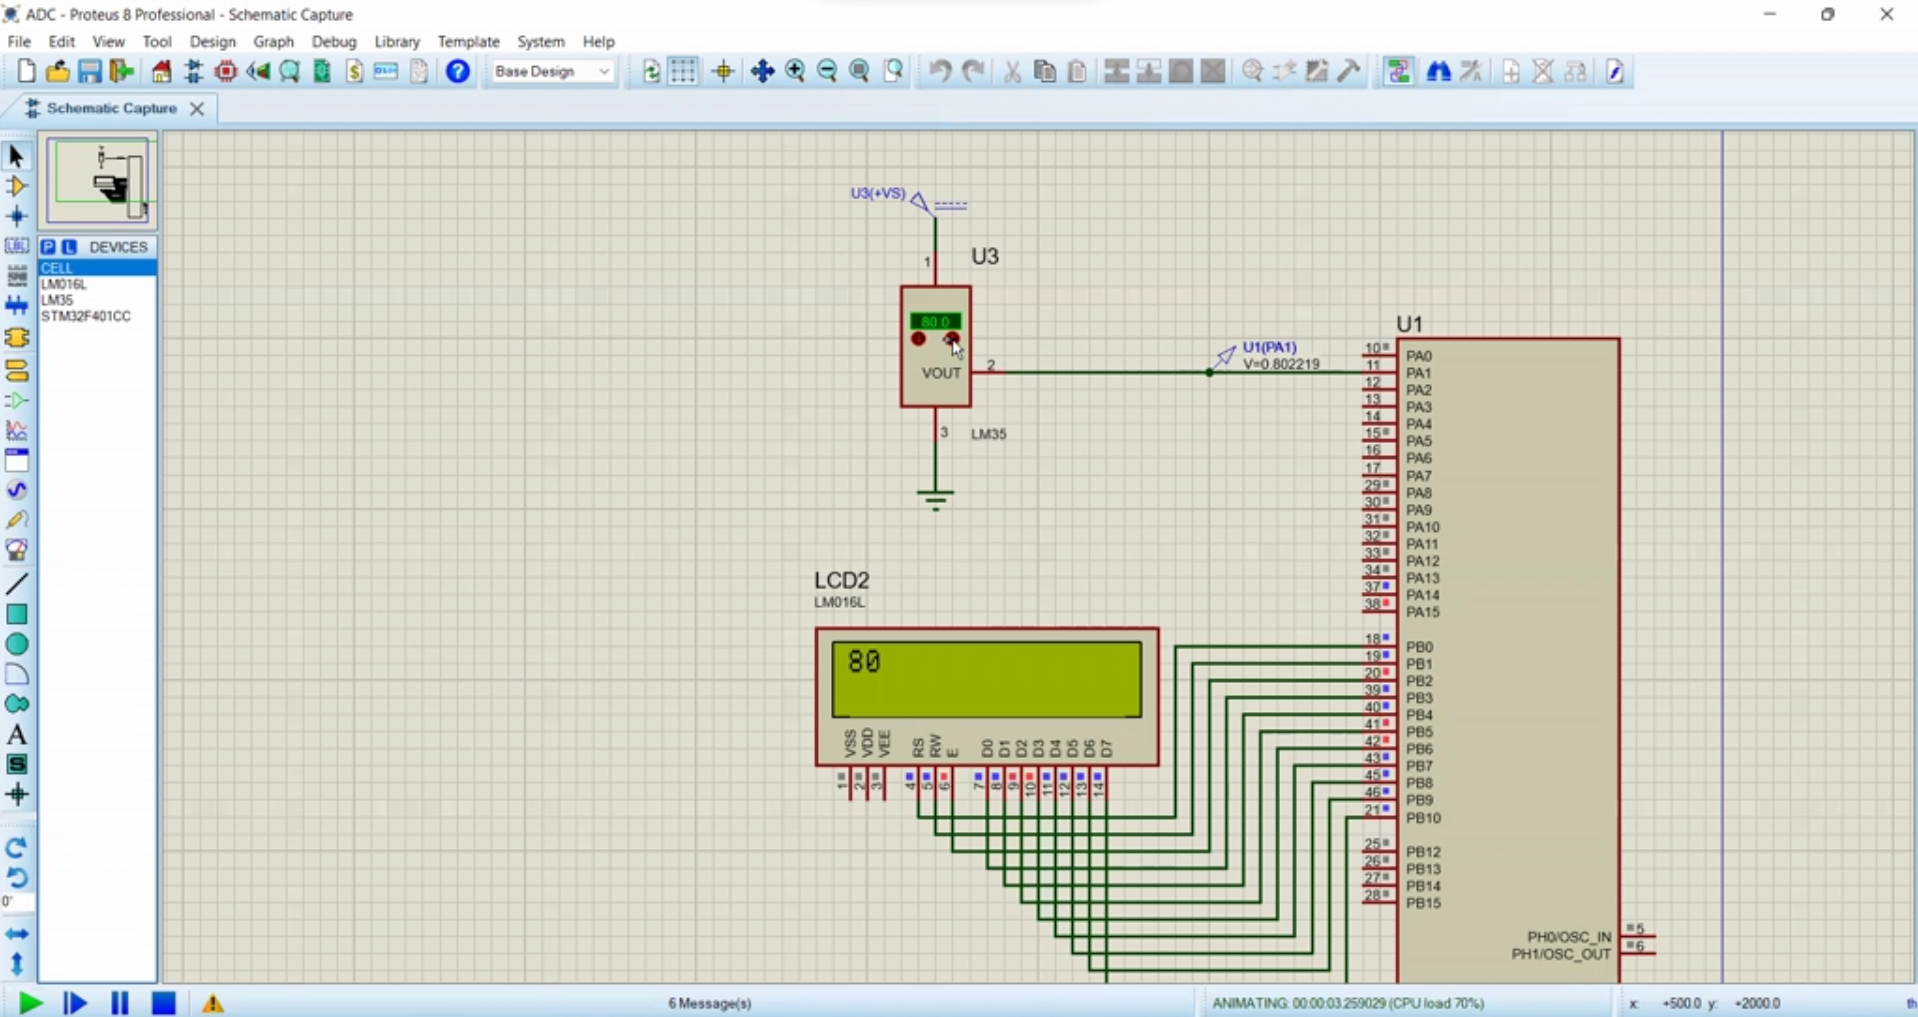 ADC - Proteus 8 Professional - Schematic Capture
File Edit View Tool Design Graph Debug Library Template System Help
Base Design
Schematic Capture
P L DEVICES
CELL
LM016L
LM35
STM32F401CC
U3(+VS)
U3
1
80.0
VOUT
2
3
LM35
U1(PA1)
V=0.802219
U1
10 PA0
11 PA1
12 PA2
13 PA3
14 PA4
15 PA5
16 PA6
17 PA7
29 PA8
30 PA9
31 PA10
32 PA11
33 PA12
34 PA13
37 PA14
38 PA15
18 PB0
19 PB1
20 PB2
39 PB3
40 PB4
41 PB5
42 PB6
43 PB7
45 PB8
46 PB9
21 PB10
25 PB12
26 PB13
27 PB14
28 PB15
PH0/OSC_IN 5
PH1/OSC_OUT 6
LCD2
LM016L
80
VSS VDD VEE RS RW E D0 D1 D2 D3 D4 D5 D6 D7
1 2 3 4 5 6 7 8 9 10 11 12 13 14
LBL
A
S
0°
6 Message(s)
ANIMATING: 00:00:03.259029 (CPU load 70%)
x: +500.0 y: +2000.0 th